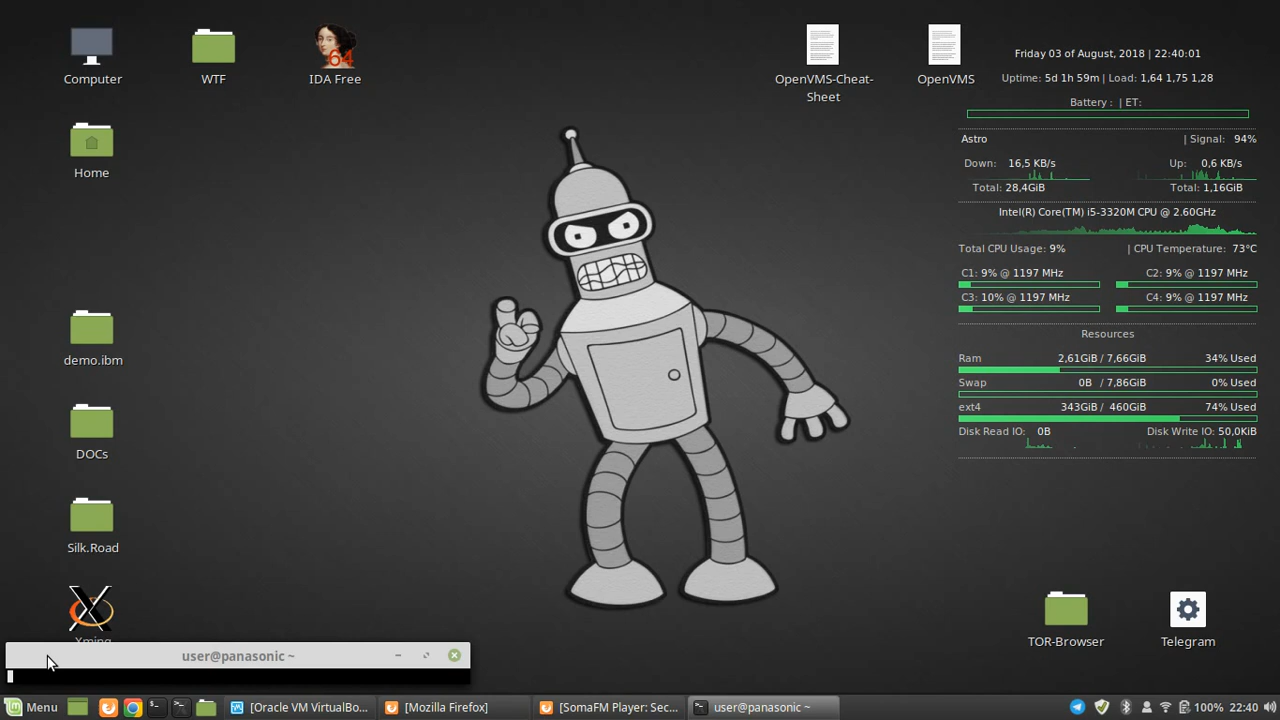 Computer
WTF
IDA Free
64
OpenVMS-Cheat-
Sheet
OpenVMS
Friday 03 of August 2018 | 22:40:01
Uptime: 5d 1h 59m | Load: 1,64 1,75 1,28
Battery : | ET:
Astro | Signal: 94%
Down: 16,5 KB/s Up: 0,6 KB/s
Total: 28,4GiB Total: 1,16GiB
Intel(R) Core(TM) i5-3320M CPU @ 2.60GHz
Total CPU Usage: 9% | CPU Temperature: 73°C
C1: 9% @ 1197 MHz C2: 9% @ 1197 MHz
C3: 10% @ 1197 MHz C4: 9% @ 1197 MHz
Resources
Ram 2,61GiB / 7,66GiB 34% Used
Swap 0B / 7,86GiB 0% Used
ext4 343GiB / 460GiB 74% Used
Disk Read IO: 0B Disk Write IO: 50,0KiB
Home
demo.ibm
DOCs
Silk.Road
Xming
TOR-Browser
Telegram
user@panasonic ~
Menu
[Oracle VM VirtualBo...
[Mozilla Firefox]
[SomaFM Player: Sec...
user@panasonic ~
100% 22:40